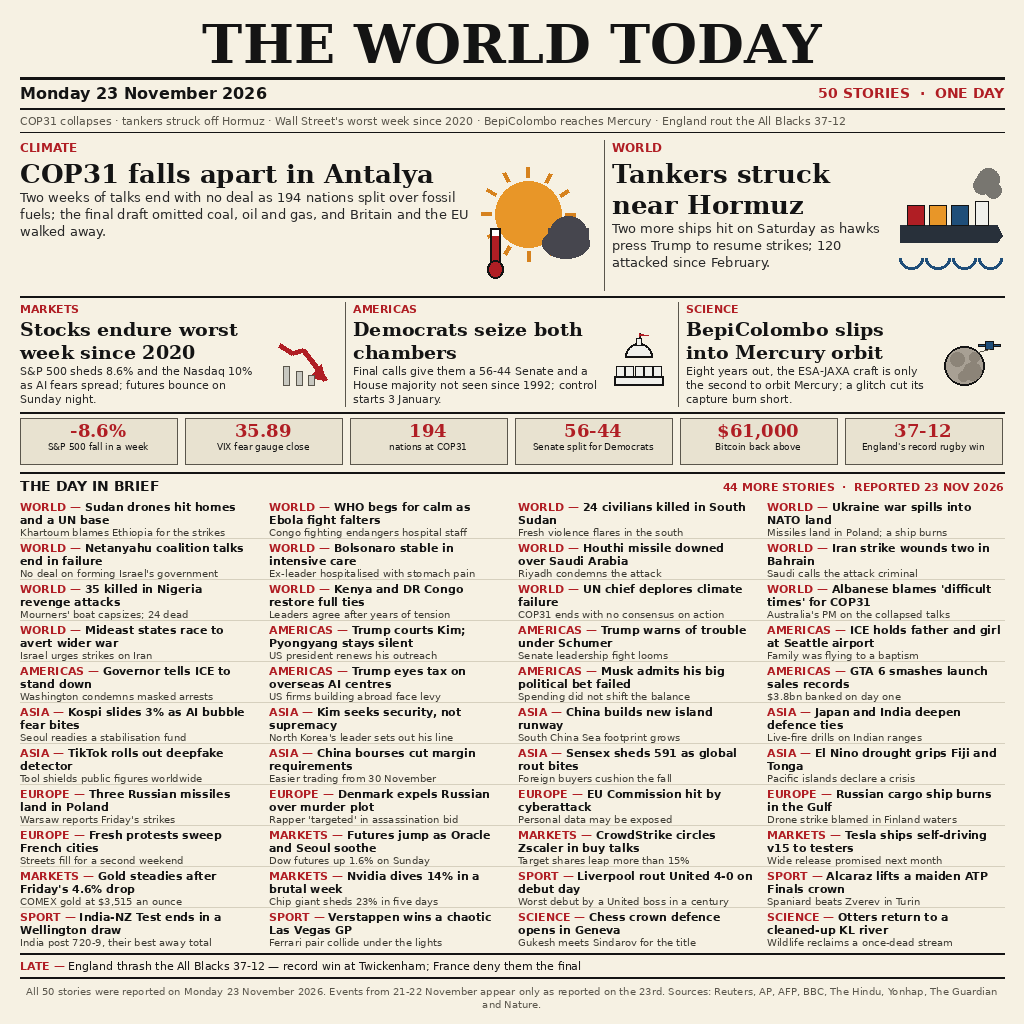 THE WORLD TODAY
Monday 23 November 2026
50 STORIES · ONE DAY
COP31 collapses · tankers struck off Hormuz · Wall Street's worst week since 2020 · BepiColombo reaches Mercury · England rout the All Blacks 37-12
CLIMATE
COP31 falls apart in Antalya
Two weeks of talks end with no deal as 194 nations split over fossil
fuels; the final draft omitted coal, oil and gas, and Britain and the EU
walked away.
WORLD
Tankers struck
near Hormuz
Two more ships hit on Saturday as hawks
press Trump to resume strikes; 120
attacked since February.
MARKETS
Stocks endure worst
week since 2020
S&P 500 sheds 8.6% and the Nasdaq 10%
as AI fears spread; futures bounce on
Sunday night.
AMERICAS
Democrats seize both
chambers
Final calls give them a 56-44 Senate and a
House majority not seen since 1992; control
starts 3 January.
SCIENCE
BepiColombo slips
into Mercury orbit
Eight years out, the ESA-JAXA craft is only
the second to orbit Mercury; a glitch cut its
capture burn short.
-8.6%
S&P 500 fall in a week
35.89
VIX fear gauge close
194
nations at COP31
56-44
Senate split for Democrats
$61,000
Bitcoin back above
37-12
England's record rugby win
THE DAY IN BRIEF
44 MORE STORIES · REPORTED 23 NOV 2026
WORLD — Sudan drones hit homes
and a UN base
Khartoum blames Ethiopia for the strikes
WORLD — WHO begs for calm as
Ebola fight falters
Congo fighting endangers hospital staff
WORLD — 24 civilians killed in South
Sudan
Fresh violence flares in the south
WORLD — Ukraine war spills into
NATO land
Missiles land in Poland; a ship burns
WORLD — Netanyahu coalition talks
end in failure
No deal on forming Israel's government
WORLD — Bolsonaro stable in
intensive care
Ex-leader hospitalised with stomach pain
WORLD — Houthi missile downed
over Saudi Arabia
Riyadh condemns the attack
WORLD — Iran strike wounds two in
Bahrain
Saudi calls the attack criminal
WORLD — 35 killed in Nigeria
revenge attacks
Mourners' boat capsizes; 24 dead
WORLD — Kenya and DR Congo
restore full ties
Leaders agree after years of tension
WORLD — UN chief deplores climate
failure
COP31 ends with no consensus on action
WORLD — Albanese blames 'difficult
times' for COP31
Australia's PM on the collapsed talks
WORLD — Mideast states race to
avert wider war
Israel urges strikes on Iran
AMERICAS — Trump courts Kim;
Pyongyang stays silent
US president renews his outreach
AMERICAS — Trump warns of trouble
under Schumer
Senate leadership fight looms
AMERICAS — ICE holds father and girl
at Seattle airport
Family was flying to a baptism
AMERICAS — Governor tells ICE to
stand down
Washington condemns masked arrests
AMERICAS — Trump eyes tax on
overseas AI centres
US firms building abroad face levy
AMERICAS — Musk admits his big
political bet failed
Spending did not shift the balance
AMERICAS — GTA 6 smashes launch
sales records
$3.8bn banked on day one
ASIA — Kospi slides 3% as AI bubble
fear bites
Seoul readies a stabilisation fund
ASIA — Kim seeks security, not
supremacy
North Korea's leader sets out his line
ASIA — China builds new island
runway
South China Sea footprint grows
ASIA — Japan and India deepen
defence ties
Live-fire drills on Indian ranges
ASIA — TikTok rolls out deepfake
detector
Tool shields public figures worldwide
ASIA — China bourses cut margin
requirements
Easier trading from 30 November
ASIA — Sensex sheds 591 as global
rout bites
Foreign buyers cushion the fall
ASIA — El Nino drought grips Fiji and
Tonga
Pacific islands declare a crisis
EUROPE — Three Russian missiles
land in Poland
Warsaw reports Friday's strikes
EUROPE — Denmark expels Russian
over murder plot
Rapper 'targeted' in assassination bid
EUROPE — EU Commission hit by
cyberattack
Personal data may be exposed
EUROPE — Russian cargo ship burns
in the Gulf
Drone strike blamed in Finland waters
EUROPE — Fresh protests sweep
French cities
Streets fill for a second weekend
MARKETS — Futures jump as Oracle
and Seoul soothe
Dow futures up 1.6% on Sunday
MARKETS — CrowdStrike circles
Zscaler in buy talks
Target shares leap more than 15%
MARKETS — Tesla ships self-driving
v15 to testers
Wide release promised next month
MARKETS — Gold steadies after
Friday's 4.6% drop
COMEX gold at $3,515 an ounce
MARKETS — Nvidia dives 14% in a
brutal week
Chip giant sheds 23% in five days
SPORT — Liverpool rout United 4-0 on
debut day
Worst debut by a United boss in a century
SPORT — Alcaraz lifts a maiden ATP
Finals crown
Spaniard beats Zverev in Turin
SPORT — India-NZ Test ends in a
Wellington draw
India post 720-9, their best away total
SPORT — Verstappen wins a chaotic
Las Vegas GP
Ferrari pair collide under the lights
SCIENCE — Chess crown defence
opens in Geneva
Gukesh meets Sindarov for the title
SCIENCE — Otters return to a
cleaned-up KL river
Wildlife reclaims a once-dead stream
LATE — England thrash the All Blacks 37-12 — record win at Twickenham; France deny them the final
All 50 stories were reported on Monday 23 November 2026. Events from 21-22 November appear only as reported on the 23rd. Sources: Reuters, AP, AFP, BBC, The Hindu, Yonhap, The Guardian
and Nature.